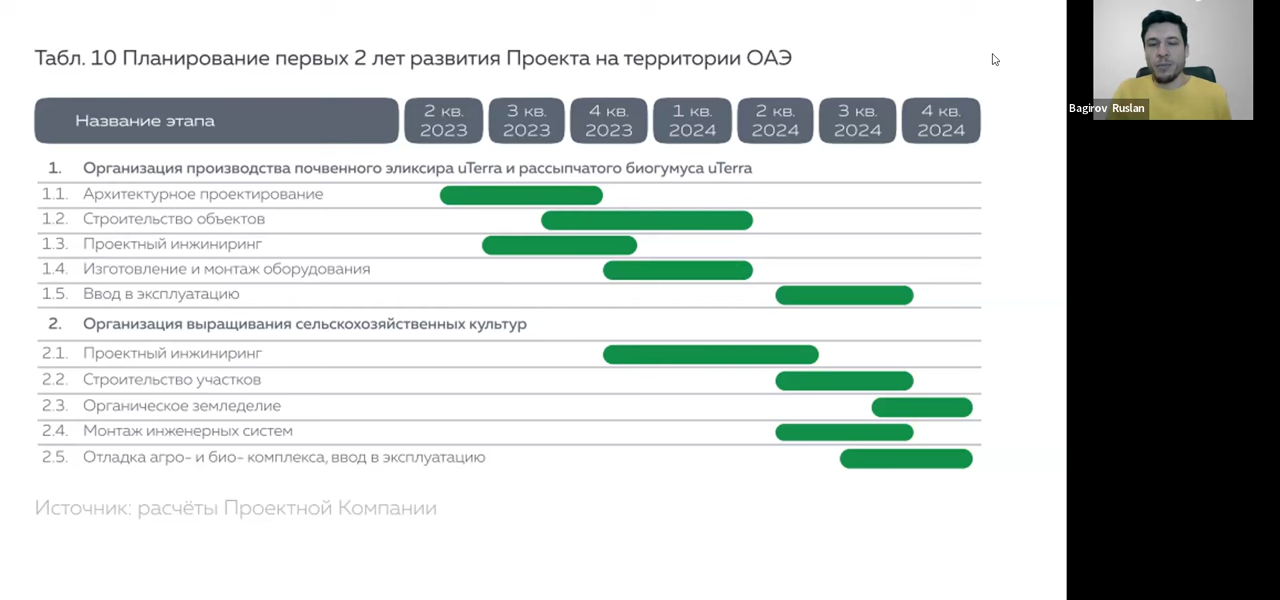 Табл. 10 Планирование первых 2 лет развития Проекта на территории ОАЭ
Bagirov Ruslan
Название этапа
2 кв. 2023
3 кв. 2023
4 кв. 2023
1 кв. 2024
2 кв. 2024
3 кв. 2024
4 кв. 2024
1. Организация производства почвенного эликсира uTerra и рассыпчатого биогумуса uTerra
1.1. Архитектурное проектирование
1.2. Строительство объектов
1.3. Проектный инжиниринг
1.4. Изготовление и монтаж оборудования
1.5. Ввод в эксплуатацию
2. Организация выращивания сельскохозяйственных культур
2.1. Проектный инжиниринг
2.2. Строительство участков
2.3. Органическое земледелие
2.4. Монтаж инженерных систем
2.5. Отладка агро- и био- комплекса, ввод в эксплуатацию
Источник: расчёты Проектной Компании